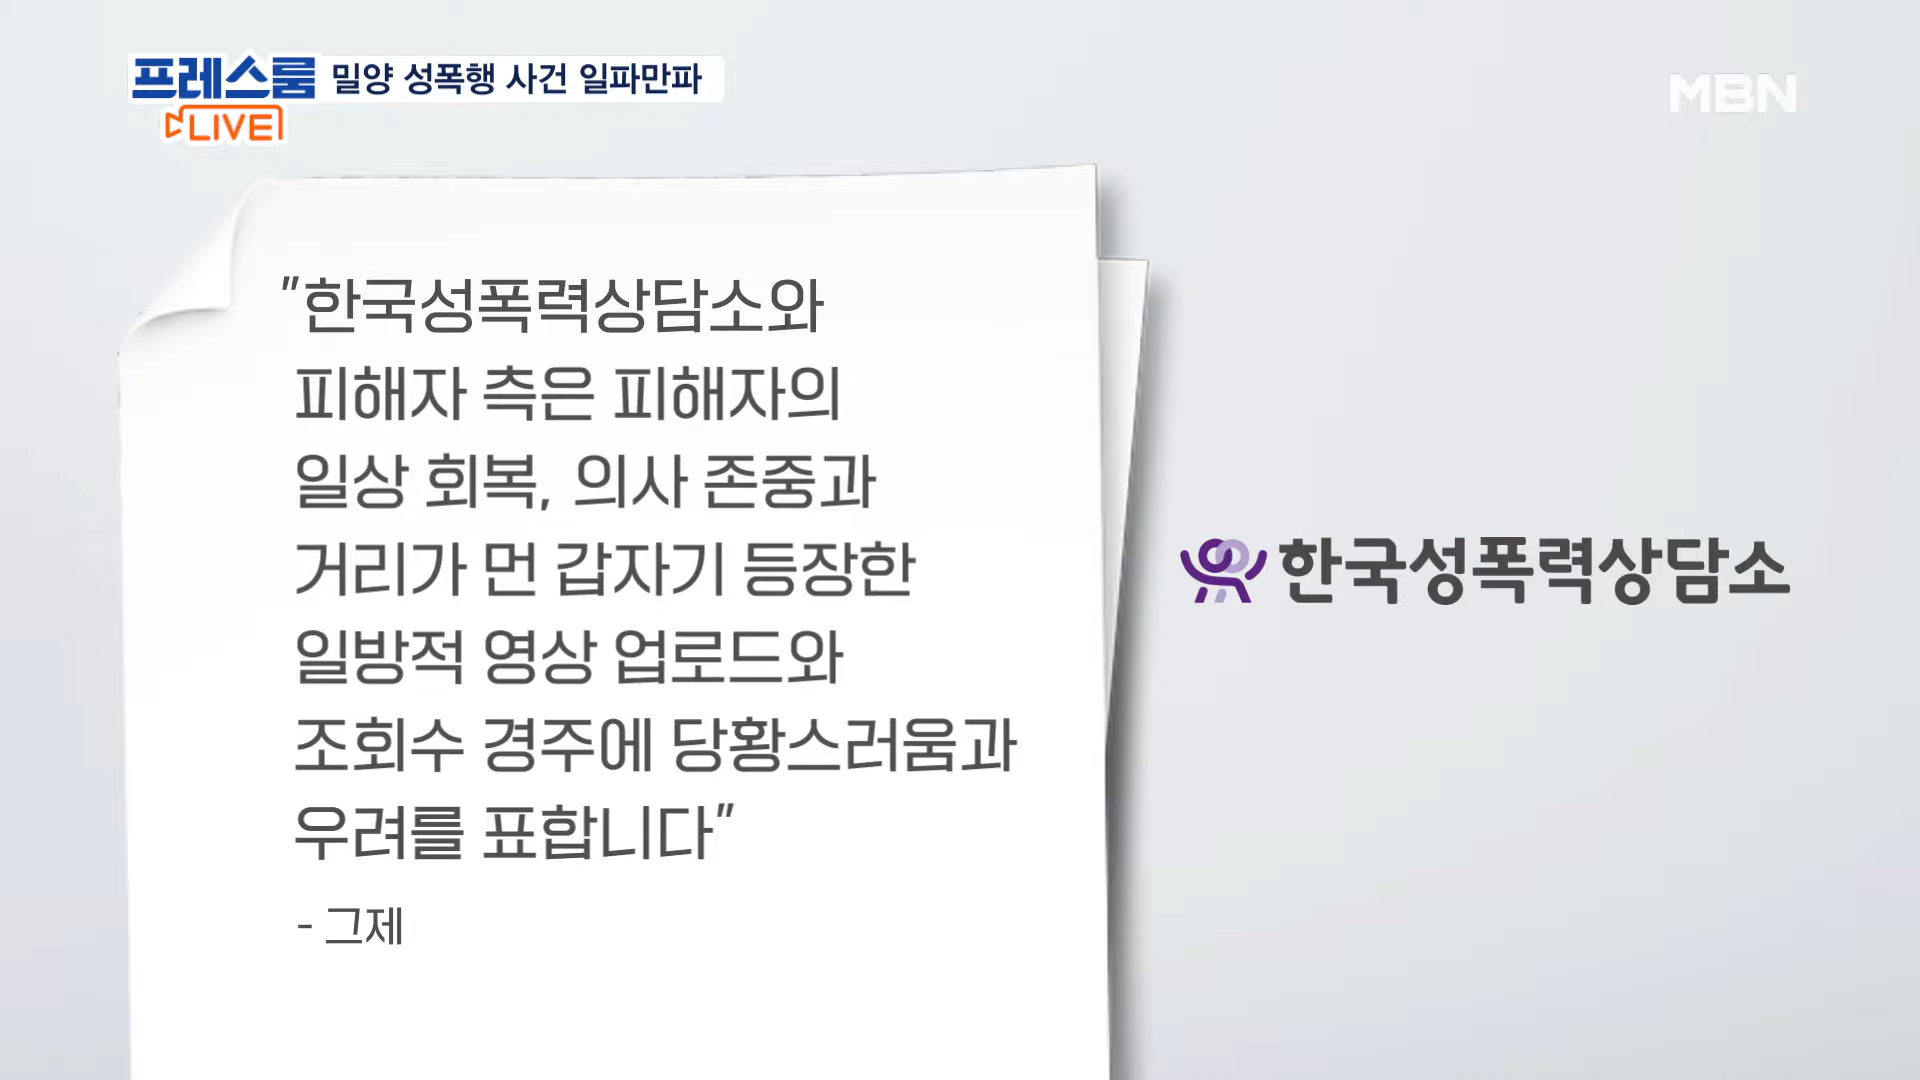 프레스룸
LIVE
밀양 성폭행 사건 일파만파
MBN
"한국성폭력상담소와
피해자 측은 피해자의
일상 회복, 의사 존중과
거리가 먼 갑자기 등장한
일방적 영상 업로드와
조회수 경주에 당황스러움과
우려를 표합니다"
- 그제
한국성폭력상담소